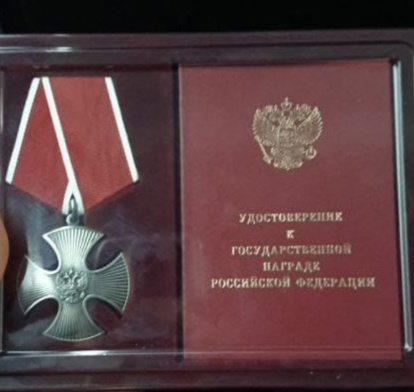 УДОСТОВЕРЕНИЕ
К
ГОСУДАРСТВЕННОЙ
НАГРАДЕ
РОССИЙСКОЙ ФЕДЕРАЦИИ